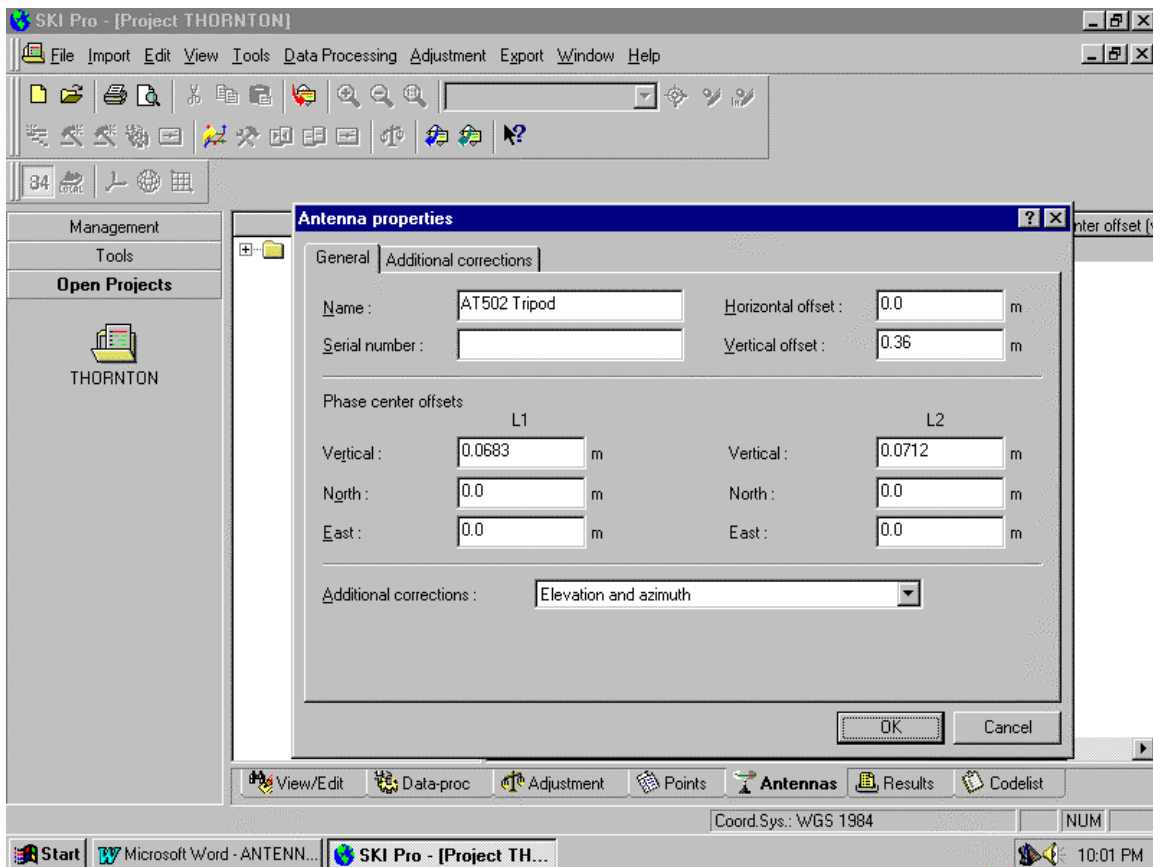 SKI Pro - [Project THORNTON]
File Import Edit View Tools Data Processing Adjustment Export Window Help
84 LOCAL
Management
Tools
Open Projects
THORNTON
nter offset (v
Antenna properties
General Additional corrections
Name : AT502 Tripod Horizontal offset : 0.0 m
Serial number : Vertical offset : 0.36 m
Phase center offsets
L1 L2
Vertical : 0.0683 m Vertical : 0.0712 m
North : 0.0 m North : 0.0 m
East : 0.0 m East : 0.0 m
Additional corrections : Elevation and azimuth
OK Cancel
View/Edit Data-proc Adjustment Points Antennas Results Codelist
Coord.Sys.: WGS 1984 NUM
Start Microsoft Word - ANTENN... SKI Pro - [Project TH... 10:01 PM